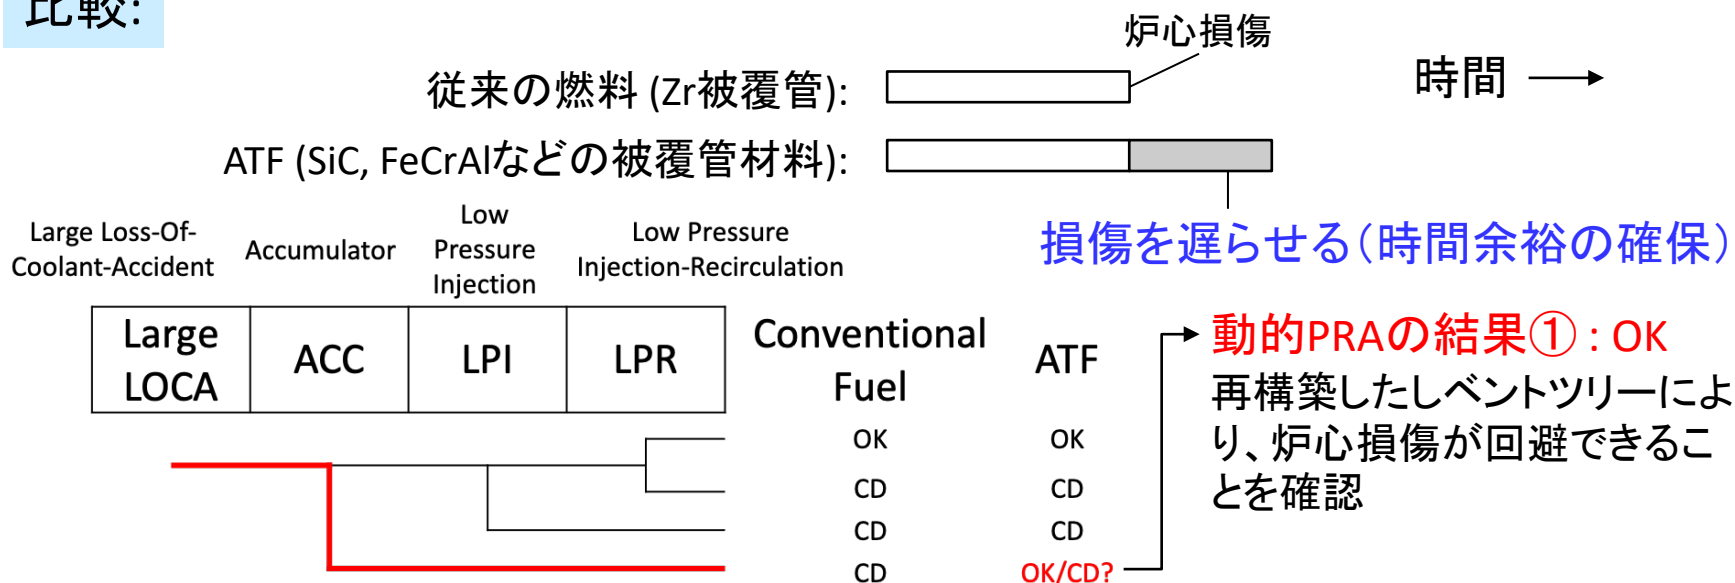 比較:
炉心損傷
従来の燃料 (Zr被覆管):
時間
ATF (SiC, FeCrAlなどの被覆管材料):
損傷を遅らせる（時間余裕の確保）
Large Loss-Of-
Coolant-Accident
Accumulator
Low
Pressure
Injection
Low Pressure
Injection-Recirculation
Large
LOCA
ACC
LPI
LPR
Conventional
Fuel
ATF
動的PRAの結果① : OK
再構築したしベントツリーによ
り、炉心損傷が回避できるこ
とを確認
OK
OK
CD
CD
CD
CD
CD
OK/CD?